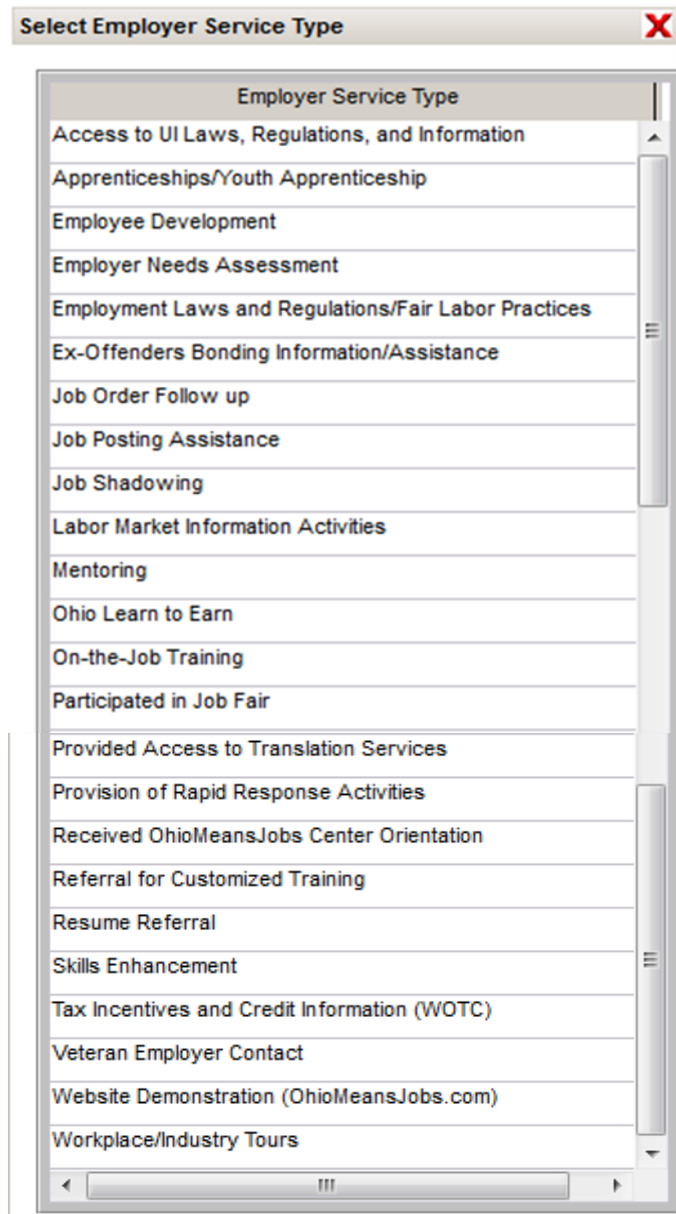 Select Employer Service Type
Employer Service Type
Access to UI Laws, Regulations, and Information
Apprenticeships/Youth Apprenticeship
Employee Development
Employer Needs Assessment
Employment Laws and Regulations/Fair Labor Practices
Ex-Offenders Bonding Information/Assistance
Job Order Follow up
Job Posting Assistance
Job Shadowing
Labor Market Information Activities
Mentoring
Ohio Learn to Earn
On-the-Job Training
Participated in Job Fair
Provided Access to Translation Services
Provision of Rapid Response Activities
Received OhioMeansJobs Center Orientation
Referral for Customized Training
Resume Referral
Skills Enhancement
Tax Incentives and Credit Information (WOTC)
Veteran Employer Contact
Website Demonstration (OhioMeansJobs.com)
Workplace/Industry Tours